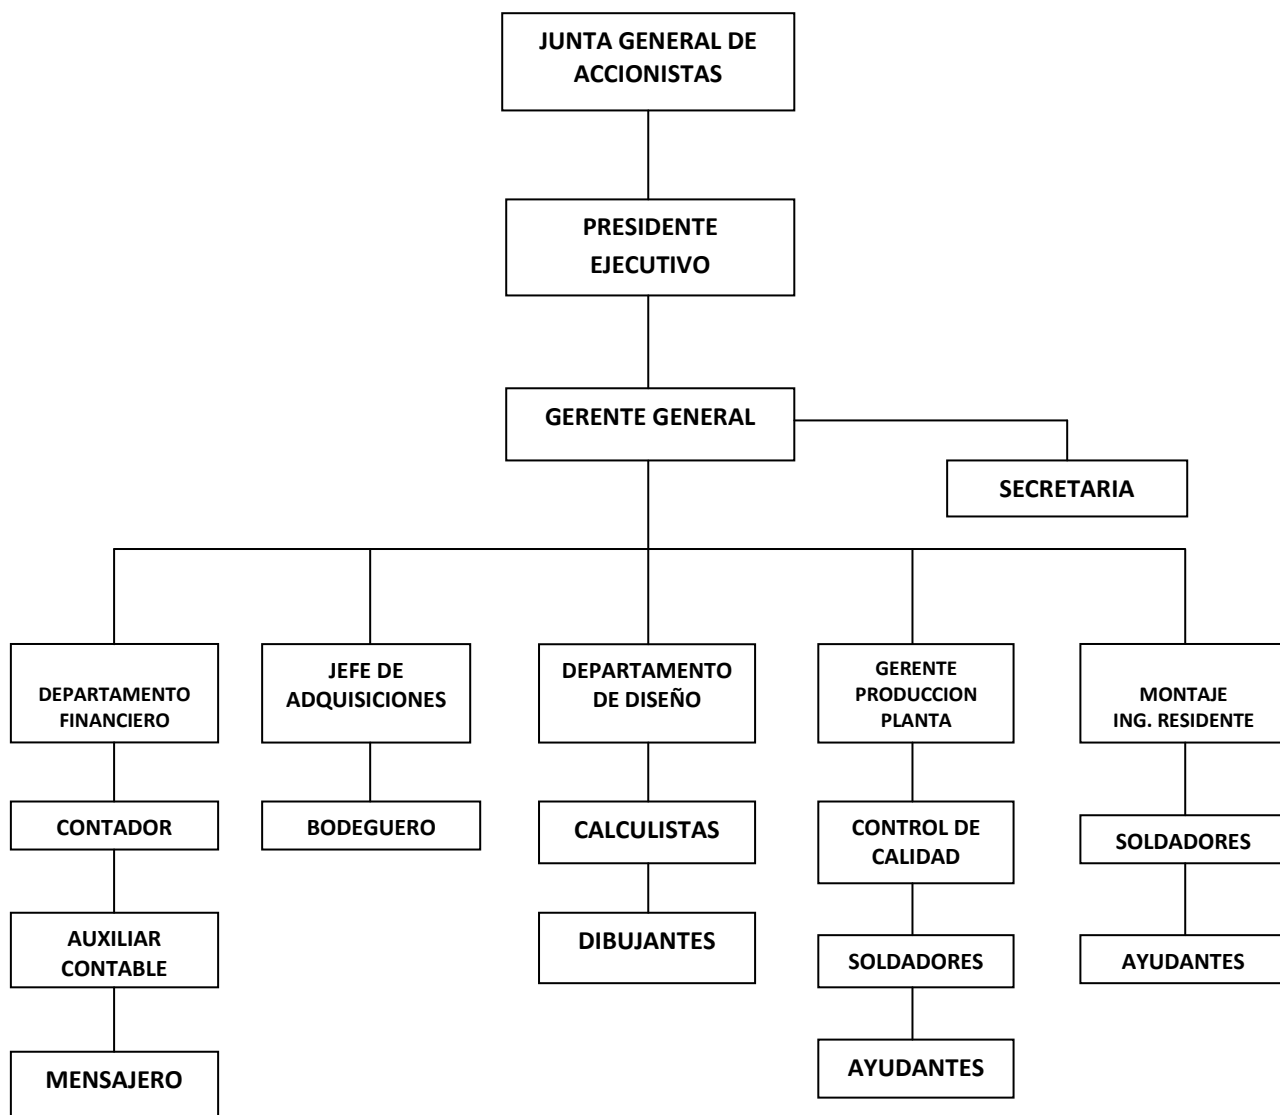 JUNTA GENERAL DE
ACCIONISTAS
PRESIDENTE
EJECUTIVO
GERENTE GENERAL
SECRETARIA
DEPARTAMENTO
FINANCIERO
JEFE DE
ADQUISICIONES
DEPARTAMENTO
DE DISEÑO
GERENTE
PRODUCCION
PLANTA
MONTAJE
ING. RESIDENTE
CONTADOR
BODEGUERO
CALCULISTAS
CONTROL DE
CALIDAD
SOLDADORES
AUXILIAR
CONTABLE
DIBUJANTES
SOLDADORES
AYUDANTES
MENSAJERO
AYUDANTES